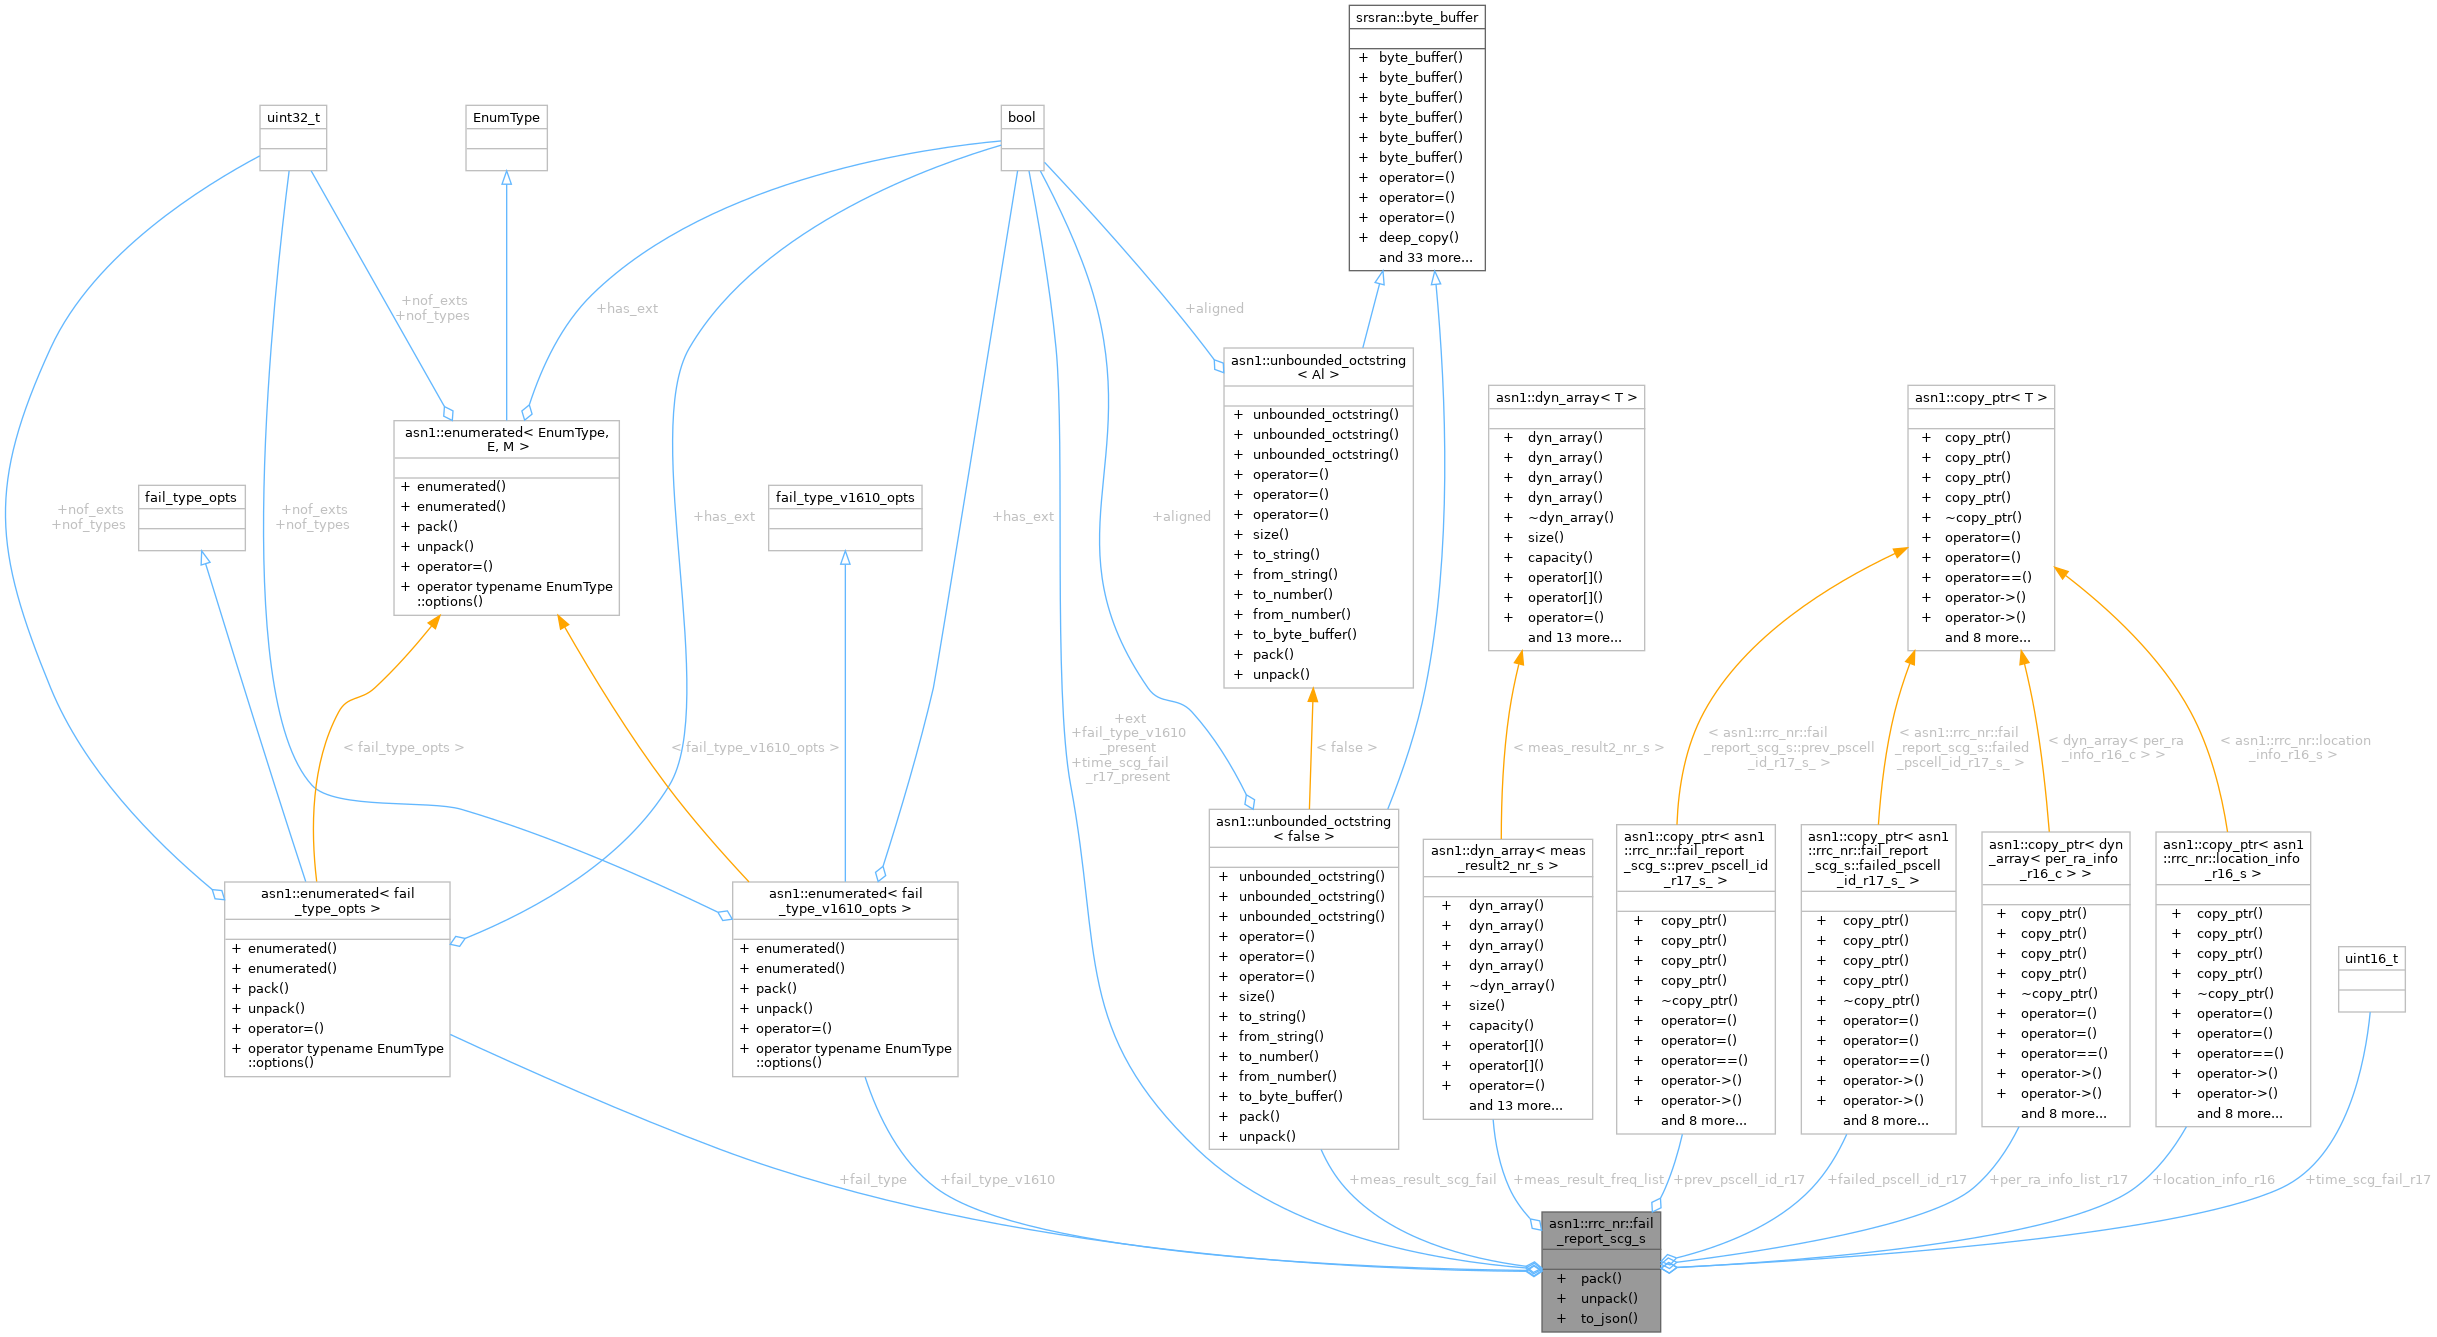 srsran::byte_buffer
+ byte_buffer()
+ byte_buffer()
+ byte_buffer()
+ byte_buffer()
+ byte_buffer()
+ byte_buffer()
+ operator=()
+ operator=()
+ operator=()
+ deep_copy()
and 33 more...
uint32_t
EnumType
bool
+nof_exts
+nof_types
+has_ext
+aligned
asn1::unbounded_octstring
< Al >
+ unbounded_octstring()
+ unbounded_octstring()
+ unbounded_octstring()
+ operator=()
+ operator=()
+ operator=()
+ size()
+ to_string()
+ from_string()
+ to_number()
+ from_number()
+ to_byte_buffer()
+ pack()
+ unpack()
asn1::dyn_array< T >
+ dyn_array()
+ dyn_array()
+ dyn_array()
+ dyn_array()
+ ~dyn_array()
+ size()
+ capacity()
+ operator[]()
+ operator[]()
+ operator=()
and 13 more...
asn1::copy_ptr< T >
+ copy_ptr()
+ copy_ptr()
+ copy_ptr()
+ copy_ptr()
+ ~copy_ptr()
+ operator=()
+ operator=()
+ operator==()
+ operator->()
+ operator->()
and 8 more...
asn1::enumerated< EnumType,
E, M >
+ enumerated()
+ enumerated()
+ pack()
+ unpack()
+ operator=()
+ operator typename EnumType
::options()
fail_type_opts
fail_type_v1610_opts
+nof_exts
+nof_types
+nof_exts
+nof_types
+has_ext
+has_ext
+aligned
< fail_type_opts >
< fail_type_v1610_opts >
+ext
+fail_type_v1610
_present
+time_scg_fail
_r17_present
< false >
< meas_result2_nr_s >
< asn1::rrc_nr::fail
_report_scg_s::prev_pscell
_id_r17_s_ >
< asn1::rrc_nr::fail
_report_scg_s::failed
_pscell_id_r17_s_ >
< dyn_array< per_ra
_info_r16_c > >
< asn1::rrc_nr::location
_info_r16_s >
asn1::enumerated< fail
_type_opts >
+ enumerated()
+ enumerated()
+ pack()
+ unpack()
+ operator=()
+ operator typename EnumType
::options()
asn1::enumerated< fail
_type_v1610_opts >
+ enumerated()
+ enumerated()
+ pack()
+ unpack()
+ operator=()
+ operator typename EnumType
::options()
asn1::unbounded_octstring
< false >
+ unbounded_octstring()
+ unbounded_octstring()
+ unbounded_octstring()
+ operator=()
+ operator=()
+ operator=()
+ size()
+ to_string()
+ from_string()
+ to_number()
+ from_number()
+ to_byte_buffer()
+ pack()
+ unpack()
asn1::dyn_array< meas
_result2_nr_s >
+ dyn_array()
+ dyn_array()
+ dyn_array()
+ dyn_array()
+ ~dyn_array()
+ size()
+ capacity()
+ operator[]()
+ operator[]()
+ operator=()
and 13 more...
asn1::copy_ptr< asn1
::rrc_nr::fail_report
_scg_s::prev_pscell_id
_r17_s_ >
+ copy_ptr()
+ copy_ptr()
+ copy_ptr()
+ copy_ptr()
+ ~copy_ptr()
+ operator=()
+ operator=()
+ operator==()
+ operator->()
+ operator->()
and 8 more...
asn1::copy_ptr< asn1
::rrc_nr::fail_report
_scg_s::failed_pscell
_id_r17_s_ >
+ copy_ptr()
+ copy_ptr()
+ copy_ptr()
+ copy_ptr()
+ ~copy_ptr()
+ operator=()
+ operator=()
+ operator==()
+ operator->()
+ operator->()
and 8 more...
asn1::copy_ptr< dyn
_array< per_ra_info
_r16_c > >
+ copy_ptr()
+ copy_ptr()
+ copy_ptr()
+ copy_ptr()
+ ~copy_ptr()
+ operator=()
+ operator=()
+ operator==()
+ operator->()
+ operator->()
and 8 more...
asn1::copy_ptr< asn1
::rrc_nr::location_info
_r16_s >
+ copy_ptr()
+ copy_ptr()
+ copy_ptr()
+ copy_ptr()
+ ~copy_ptr()
+ operator=()
+ operator=()
+ operator==()
+ operator->()
+ operator->()
and 8 more...
uint16_t
+fail_type
+fail_type_v1610
+meas_result_scg_fail
+meas_result_freq_list
+prev_pscell_id_r17
+failed_pscell_id_r17
+per_ra_info_list_r17
+location_info_r16
+time_scg_fail_r17
asn1::rrc_nr::fail
_report_scg_s
+ pack()
+ unpack()
+ to_json()